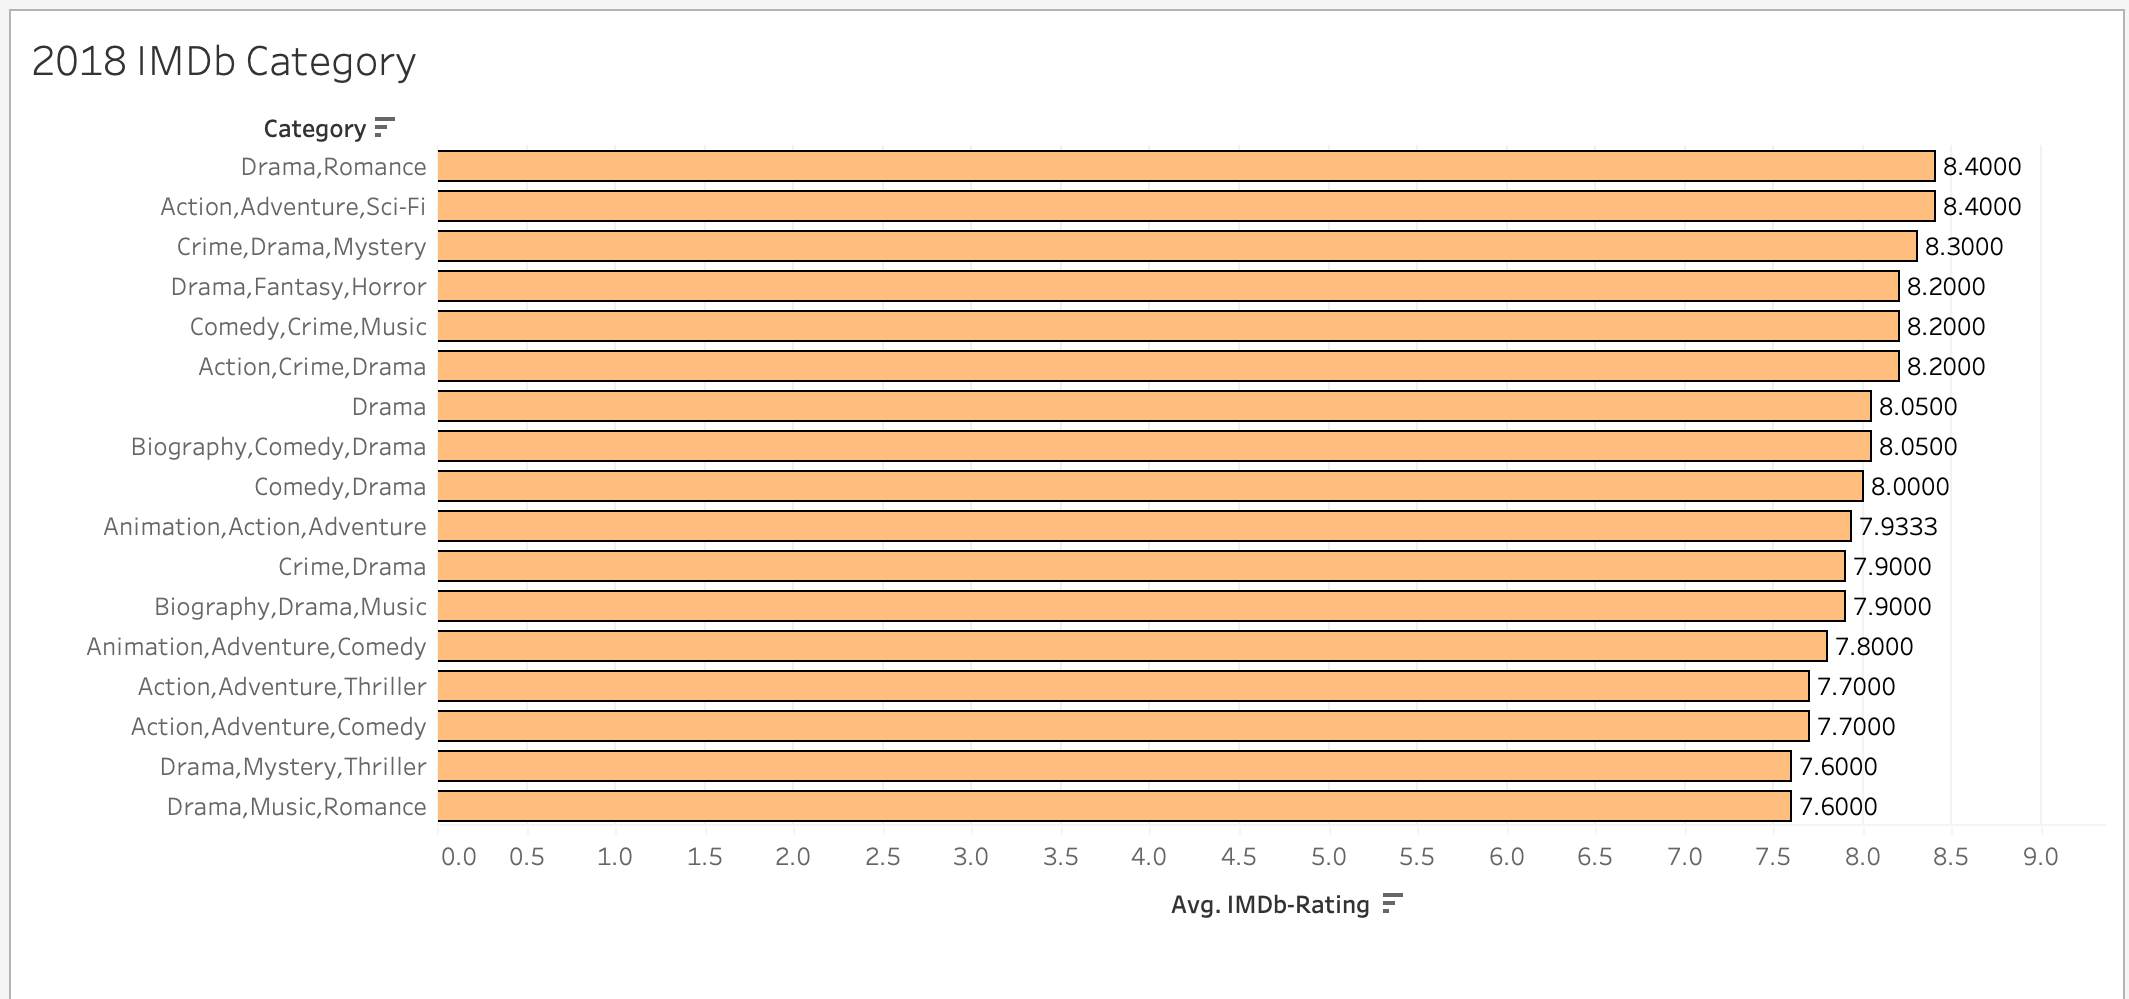 2018 IMDb Category
Category
Drama,Romance 8.4000
Action,Adventure,Sci-Fi 8.4000
Crime,Drama,Mystery 8.3000
Drama,Fantasy,Horror 8.2000
Comedy,Crime,Music 8.2000
Action,Crime,Drama 8.2000
Drama 8.0500
Biography,Comedy,Drama 8.0500
Comedy,Drama 8.0000
Animation,Action,Adventure 7.9333
Crime,Drama 7.9000
Biography,Drama,Music 7.9000
Animation,Adventure,Comedy 7.8000
Action,Adventure,Thriller 7.7000
Action,Adventure,Comedy 7.7000
Drama,Mystery,Thriller 7.6000
Drama,Music,Romance 7.6000
0.0 0.5 1.0 1.5 2.0 2.5 3.0 3.5 4.0 4.5 5.0 5.5 6.0 6.5 7.0 7.5 8.0 8.5 9.0
Avg. IMDb-Rating